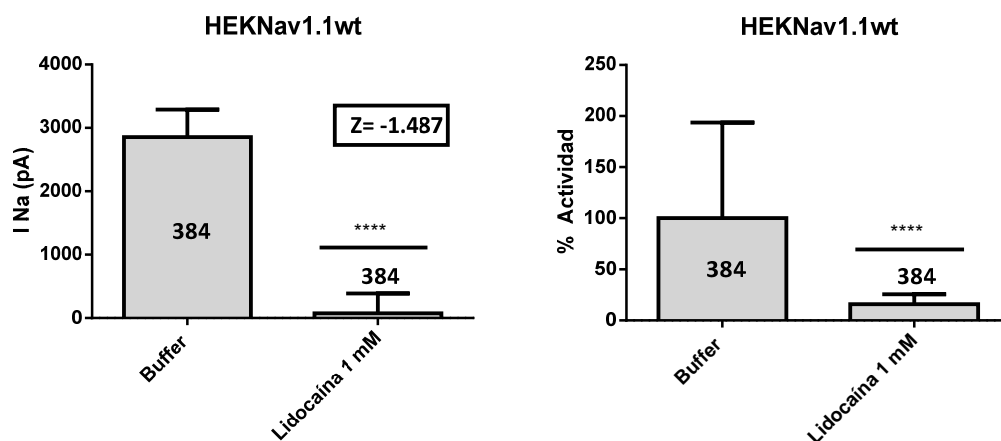 HEKNav1.1wt
I Na (pA)
4000
3000
2000
1000
0
Z= -1.487
384
****
384
Buffer
Lidocaína 1 mM
HEKNav1.1wt
% Actividad
250
200
150
100
50
0
384
****
384
Buffer
Lidocaína 1 mM